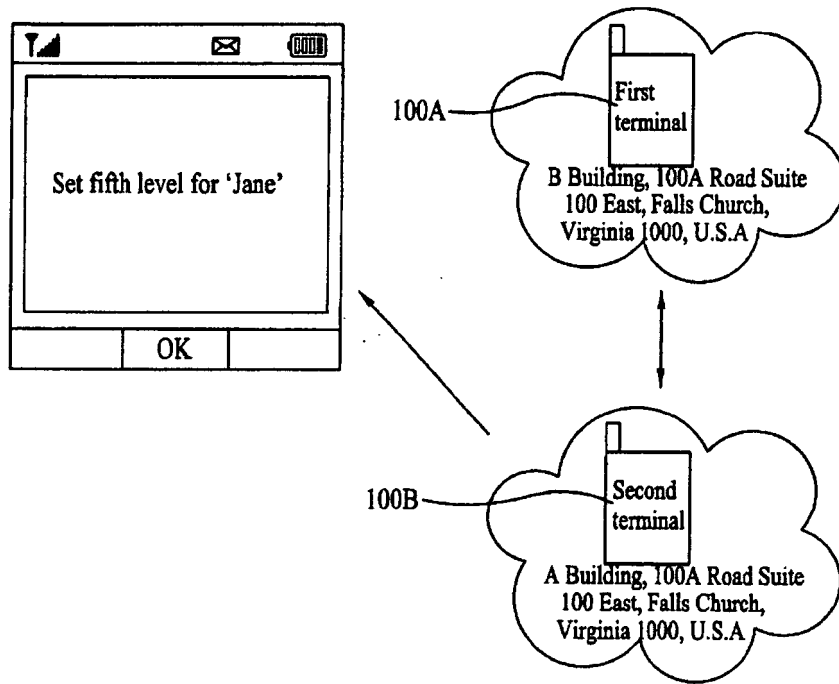 Set fifth level for 'Jane'
OK
100A
First
terminal
B Building, 100A Road Suite
100 East, Falls Church,
Virginia 1000, U.S.A
100B
Second
terminal
A Building, 100A Road Suite
100 East, Falls Church,
Virginia 1000, U.S.A